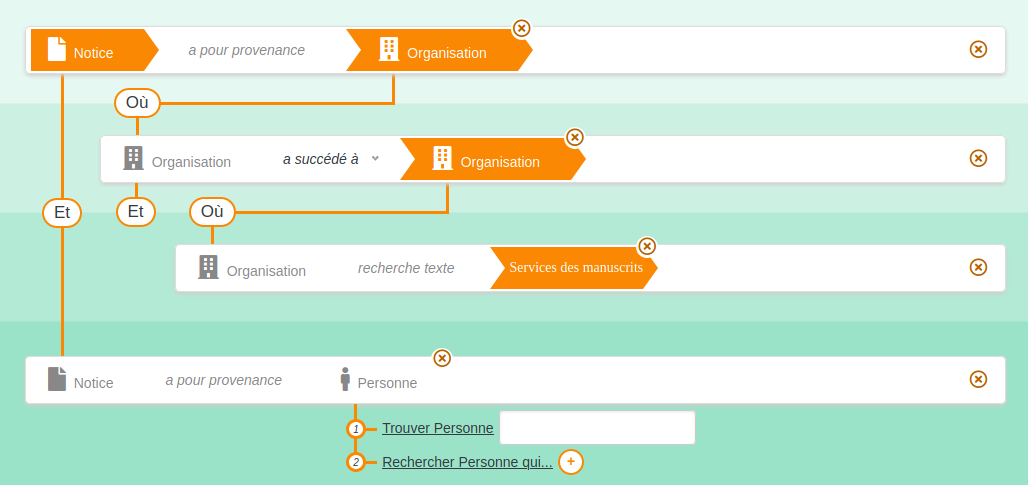 Notice a pour provenance Organisation
Où
Organisation a succédé à Organisation
Et Et Où
Organisation recherche texte Services des manuscrits
Notice a pour provenance Personne
1 Trouver Personne
2 Rechercher Personne qui... +